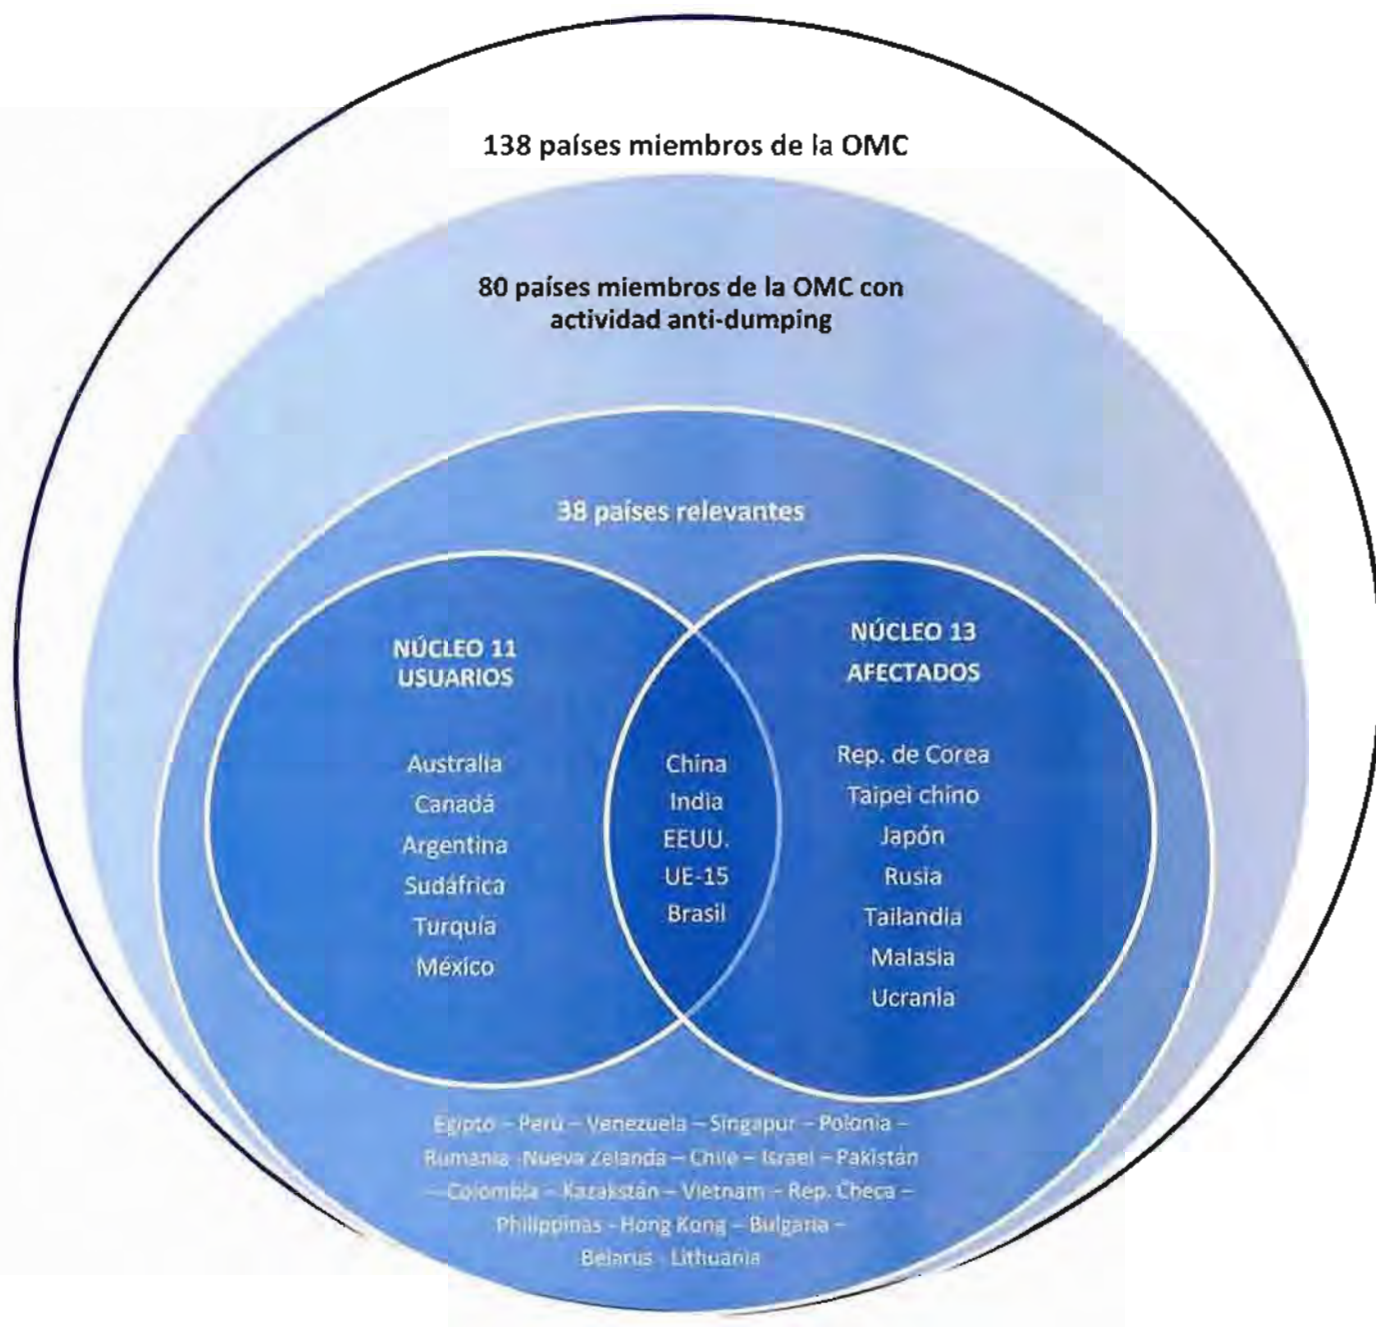 138 países miembros de la OMC
80 países miembros de la OMC con
actividad anti-dumping
38 países relevantes
NÚCLEO 11
USUARIOS
Australia
Canadá
Argentina
Sudáfrica
Turquía
México
China
India
EEUU.
UE-15
Brasil
NÚCLEO 13
AFECTADOS
Rep. de Corea
Taipei chino
Japón
Rusia
Tailandia
Malasia
Ucrania
Egipto – Perú – Venezuela – Singapur – Polonia –
Rumania -Nueva Zelanda – Chile – Israel – Pakistán
– Colombia – Kazakstán – Vietnam – Rep. Checa –
Philippinas - Hong Kong – Bulgaria –
Belarus - Lithuania